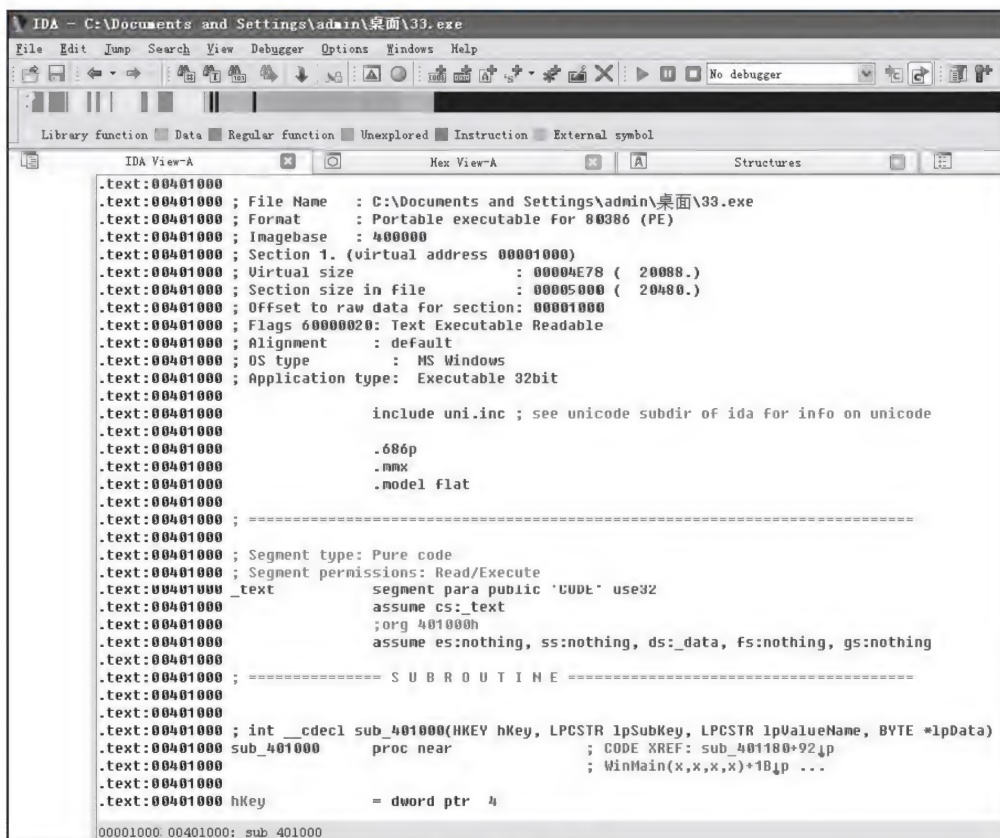 IDA - C:\Documents and Settings\admin\桌面\33.exe
File Edit Jump Search View Debugger Options Windows Help
No debugger
Library function Data Regular function Unexplored Instruction External symbol
IDA View-A Hex View-A Structures
.text:00401000
.text:00401000 ; File Name : C:\Documents and Settings\admin\桌面\33.exe
.text:00401000 ; Format : Portable executable for 80386 (PE)
.text:00401000 ; Imagebase : 400000
.text:00401000 ; Section 1. (virtual address 00001000)
.text:00401000 ; Virtual size : 00004E78 ( 20088.)
.text:00401000 ; Section size in file : 00005000 ( 20480.)
.text:00401000 ; Offset to raw data for section: 00001000
.text:00401000 ; Flags 60000020: Text Executable Readable
.text:00401000 ; Alignment : default
.text:00401000 ; OS type : MS Windows
.text:00401000 ; Application type: Executable 32bit
.text:00401000
.text:00401000 include uni.inc ; see unicode subdir of ida for info on unicode
.text:00401000
.text:00401000 .686p
.text:00401000 .mmx
.text:00401000 .model flat
.text:00401000
.text:00401000 ; ===========================================================================
.text:00401000
.text:00401000 ; Segment type: Pure code
.text:00401000 ; Segment permissions: Read/Execute
.text:00401000 _text segment para public 'CODE' use32
.text:00401000 assume cs:_text
.text:00401000 ;org 401000h
.text:00401000 assume es:nothing, ss:nothing, ds:_data, fs:nothing, gs:nothing
.text:00401000
.text:00401000 ; =============== S U B R O U T I N E =======================================
.text:00401000
.text:00401000
.text:00401000 ; int __cdecl sub_401000(HKEY hKey, LPCSTR lpSubKey, LPCSTR lpValueName, BYTE *lpData)
.text:00401000 sub_401000 proc near ; CODE XREF: sub_401180+92↓p
.text:00401000 ; WinMain(x,x,x,x)+1B↓p ...
.text:00401000
.text:00401000 hKey = dword ptr 4
00001000 00401000: sub_401000